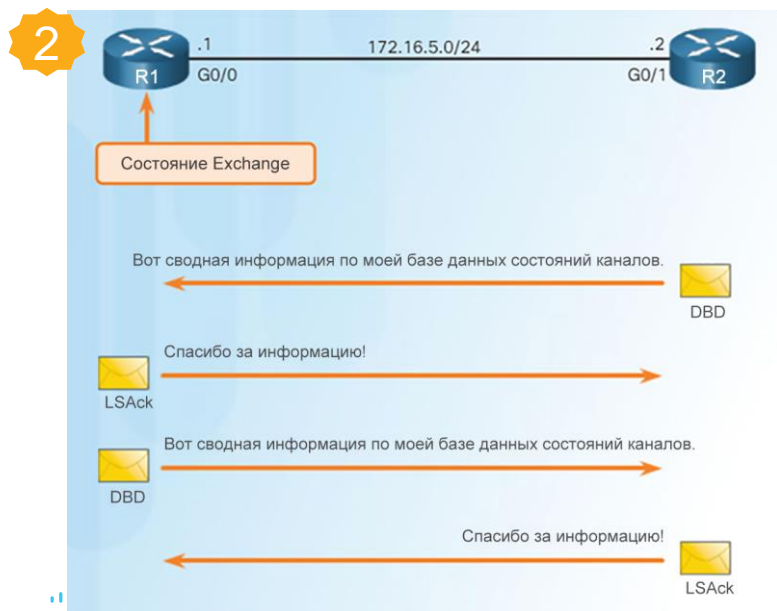 2
.1 172.16.5.0/24 .2
R1 G0/0 G0/1 R2
Состояние Exchange
Вот сводная информация по моей базе данных состояний каналов.
DBD
Спасибо за информацию!
LSAck
Вот сводная информация по моей базе данных состояний каналов.
DBD
Спасибо за информацию!
LSAck